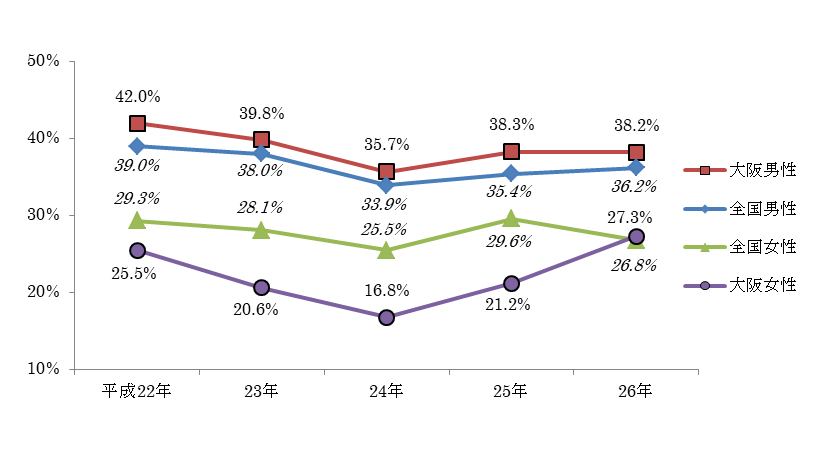 50%
40%
30%
20%
10%
42.0%
39.8%
35.7%
38.3%
38.2%
39.0%
38.0%
33.9%
35.4%
36.2%
29.3%
28.1%
25.5%
29.6%
26.8%
25.5%
20.6%
16.8%
21.2%
27.3%
平成22年
23年
24年
25年
26年
大阪男性
全国男性
全国女性
大阪女性